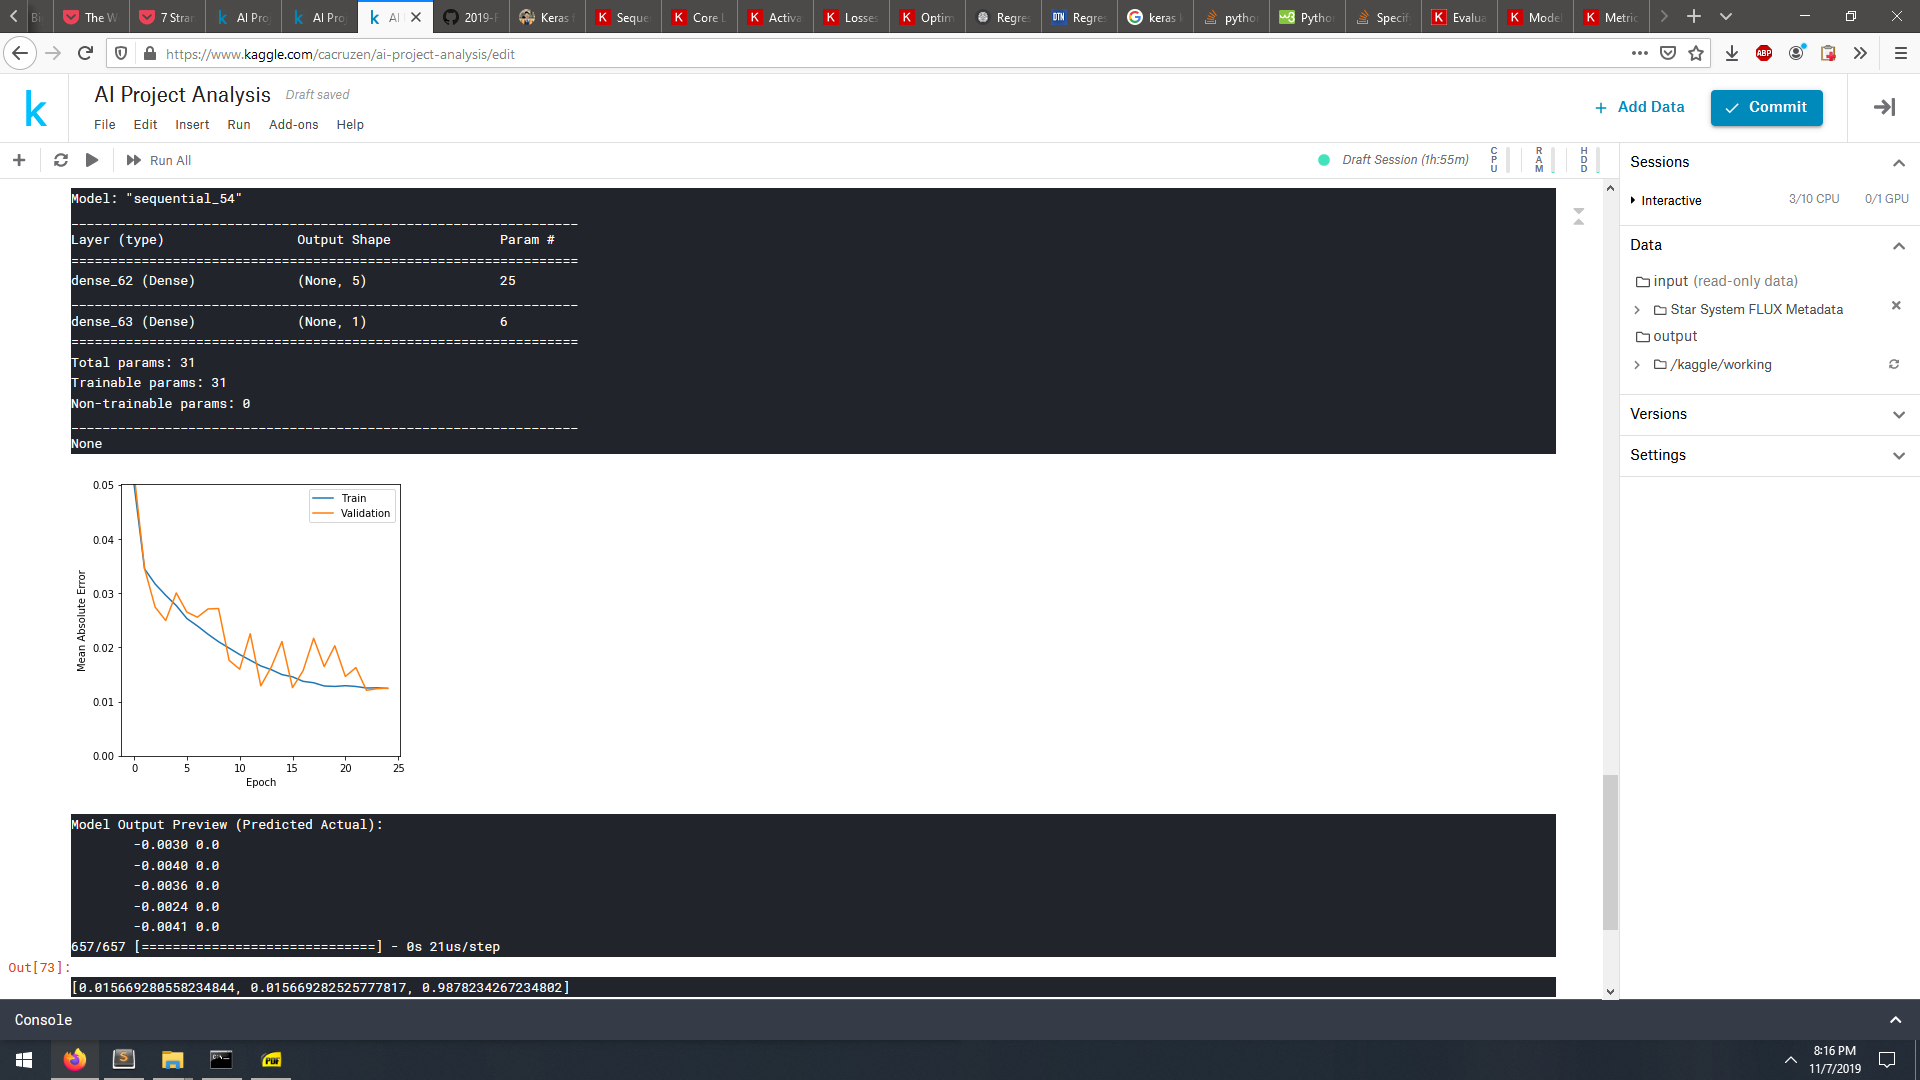 The W
7 Stran
AI Proj
AI Proj
AI
2019-F
Keras
Seque
Core L
Activa
Losses
Optim
Regres
Regres
keras
python
Pytho
Specif
Evalua
Model
Metric
https://www.kaggle.com/cacruzen/ai-project-analysis/edit
ABP
k
AI Project Analysis Draft saved
File Edit Insert Run Add-ons Help
+ Add Data
Commit
Run All
Draft Session (1h:55m)
CPU
RAM
HDD
Model: "sequential_54"
_________________________________________________________________
Layer (type) Output Shape Param #
=================================================================
dense_62 (Dense) (None, 5) 25
_________________________________________________________________
dense_63 (Dense) (None, 1) 6
=================================================================
Total params: 31
Trainable params: 31
Non-trainable params: 0
_________________________________________________________________
None
0.05
0.04
0.03
0.02
0.01
0.00
Mean Absolute Error
Train
Validation
0 5 10 15 20 25
Epoch
Model Output Preview (Predicted Actual):
-0.0030 0.0
-0.0040 0.0
-0.0036 0.0
-0.0024 0.0
-0.0041 0.0
657/657 [==============================] - 0s 21us/step
Out[73]:
[0.015669280558234844, 0.015669282525777817, 0.9878234267234802]
Sessions
Interactive 3/10 CPU 0/1 GPU
Data
input (read-only data)
Star System FLUX Metadata
output
/kaggle/working
Versions
Settings
Console
PDF
8:16 PM
11/7/2019